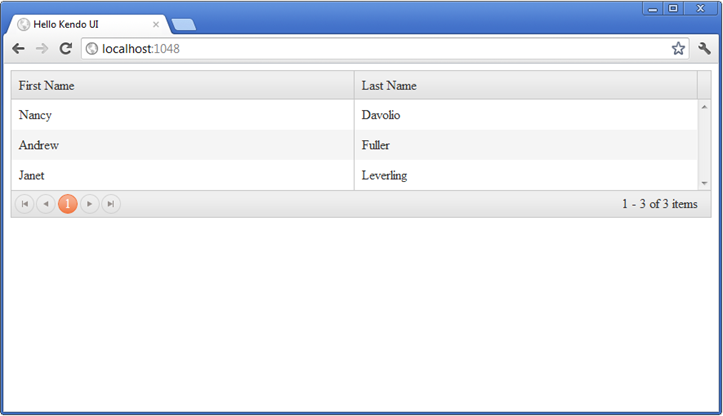 Hello Kendo UI
localhost:1048
First Name Last Name
Nancy Davolio
Andrew Fuller
Janet Leverling
1 1 - 3 of 3 items